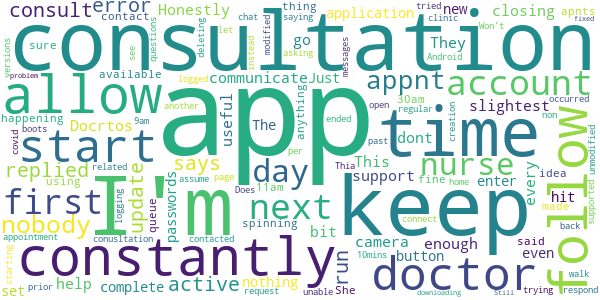 consult
error
Honestly
contact
chat
saying
tried
thing
clinic
go
application
new
closing
apnts
versions
sure
street
see
questions
deleting
let
instead
asking
modified
messages
They
Won't
Android
fixed
consultation
problem
happening
available
communicate
Just
allow
Docrtos
useful
The
anything
logged
another
app
ended
page
per
appnt
30am
regular
open
past
creation
non
account
slightest
occurred
time
covid
boots
9am
start
replied
using
says
day
passwords
11am
dont
This
nurse
fine
home
enter
every
idea
follow
unmodified
supported
related
logging
update
queue
assume
Does
support
Thia
first
nobody
I'm
next
spinning
bit
camera
enough
said
hit
made
back
appointment
conusltation
contacted
connect
keep
button
She
even
constantly
run
doctor
starting
set
help
complete
active
nothing
request
10mins
unable
Still
trying
walk
respond
prior
downloading